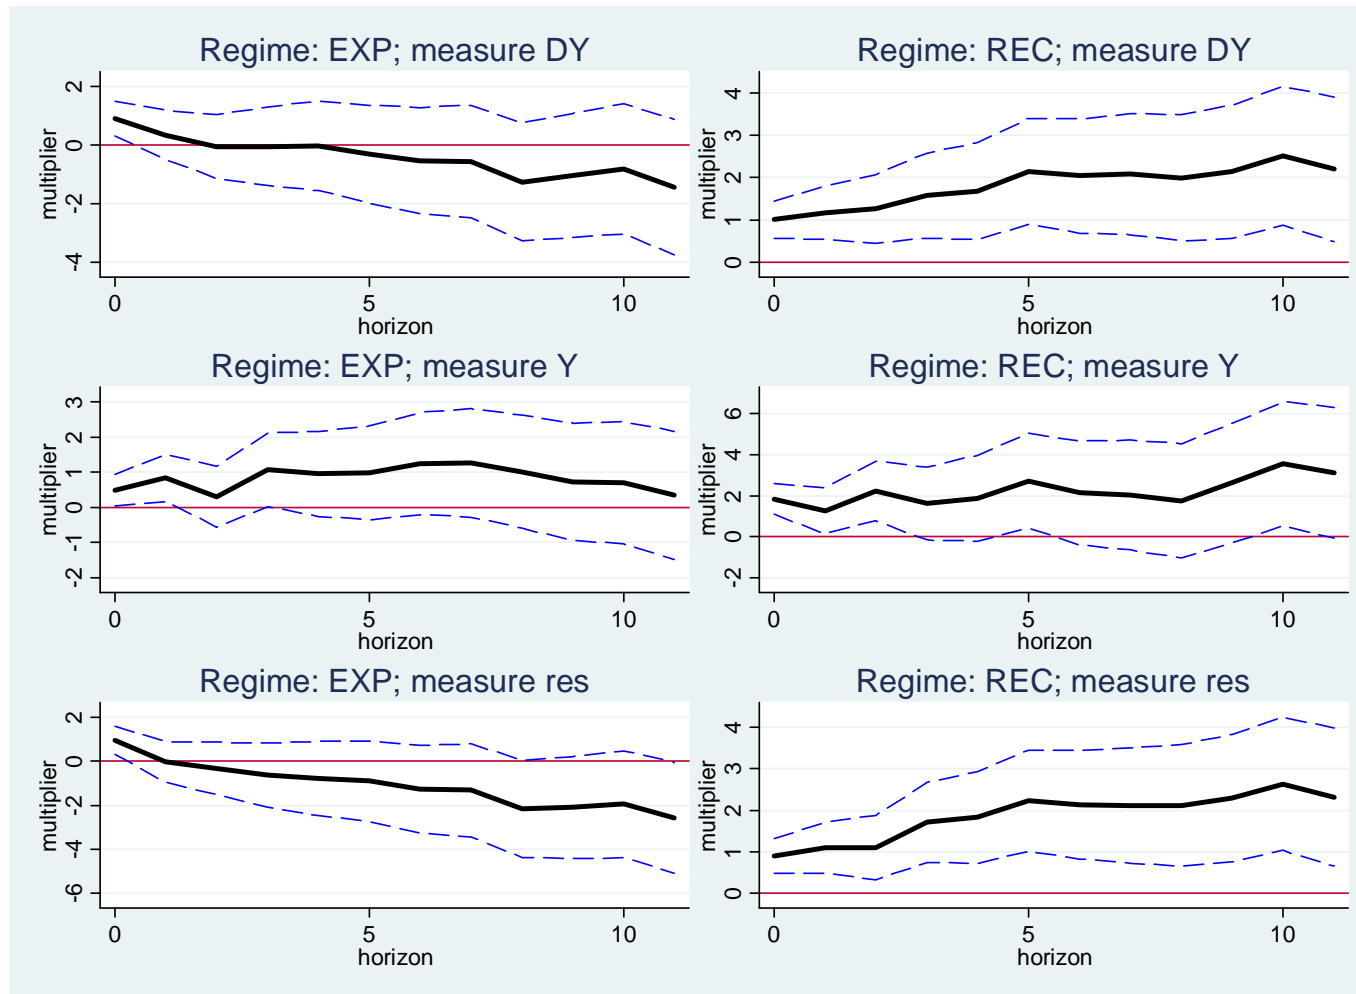 Regime: EXP; measure DY
multiplier
2
0
-2
-4
0 5 10
horizon
Regime: REC; measure DY
multiplier
4
3
2
1
0
0 5 10
horizon
Regime: EXP; measure Y
multiplier
3
2
1
0
-1
-2
0 5 10
horizon
Regime: REC; measure Y
multiplier
6
4
2
0
-2
0 5 10
horizon
Regime: EXP; measure res
multiplier
2
0
-2
-4
-6
0 5 10
horizon
Regime: REC; measure res
multiplier
4
3
2
1
0
0 5 10
horizon